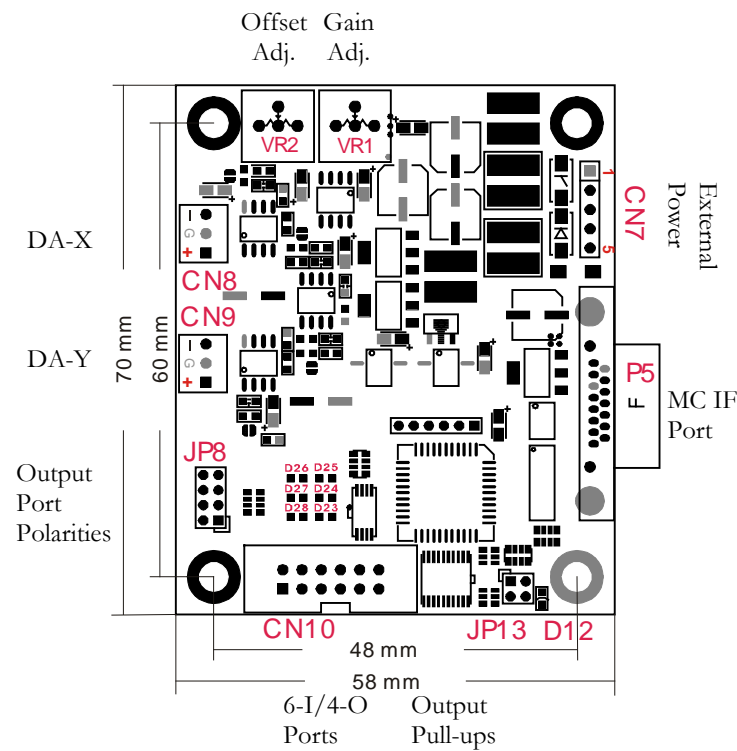 Offset Gain
Adj. Adj.
VR2 VR1
1
CN7
External
Power
5
DA-X
– G +
CN8
CN9
DA-Y
– G +
70 mm
60 mm
P5
F
MC IF
Port
JP8
D26 D25
D27 D24
D28 D23
Output
Port
Polarities
CN10
JP13 D12
48 mm
58 mm
6-I/4-O Output
Ports Pull-ups